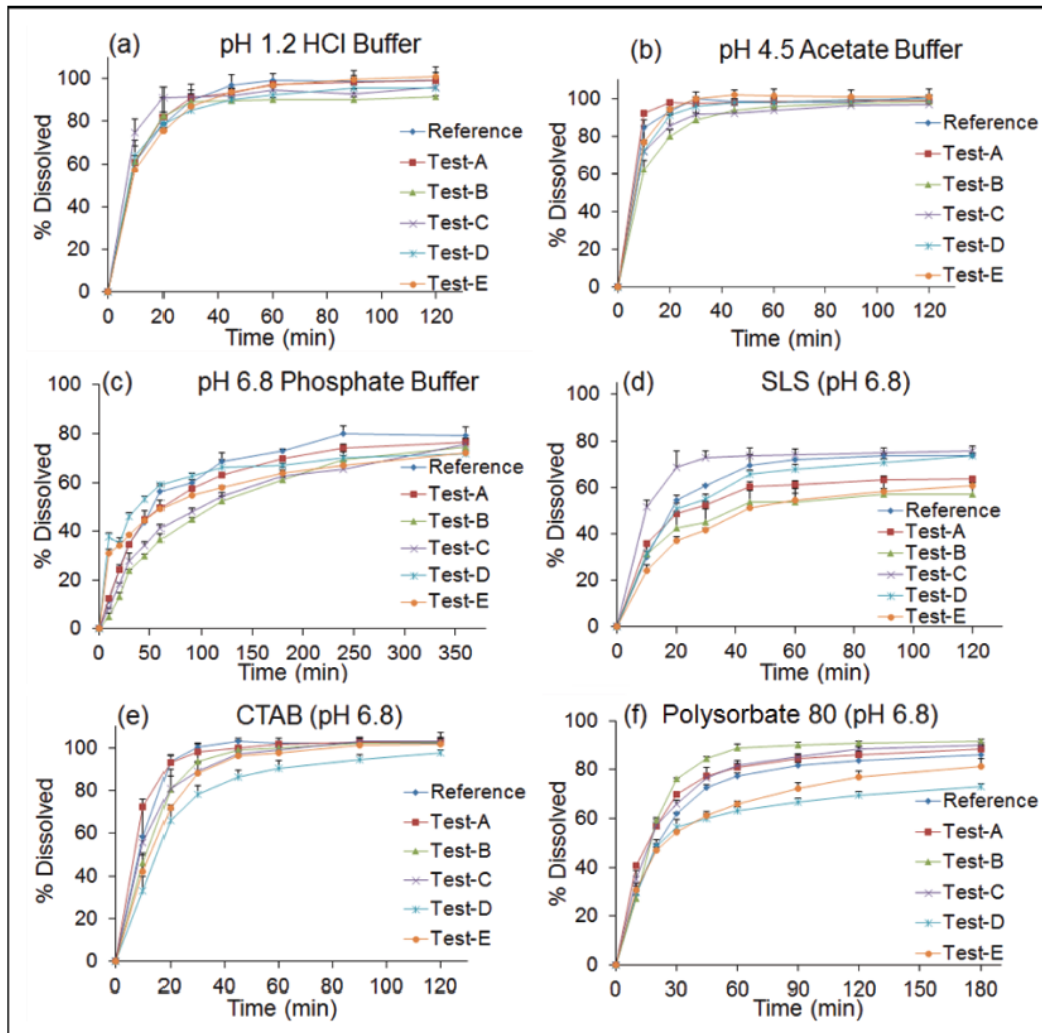 (a) pH 1.2 HCl Buffer
100
80
60
40
20
0
% Dissolved
Reference
Test-A
Test-B
Test-C
Test-D
Test-E
0 20 40 60 80 100 120
Time (min)
(b) pH 4.5 Acetate Buffer
120
100
80
60
40
20
0
% Dissolved
Reference
Test-A
Test-B
Test-C
Test-D
Test-E
0 20 40 60 80 100 120
Time (min)
(c) pH 6.8 Phosphate Buffer
100
80
60
40
20
0
% Dissolved
Reference
Test-A
Test-B
Test-C
Test-D
Test-E
0 50 100 150 200 250 300 350
Time (min)
(d) SLS (pH 6.8)
100
80
60
40
20
0
% Dissolved
Reference
Test-A
Test-B
Test-C
Test-D
Test-E
0 20 40 60 80 100 120
Time (min)
(e) CTAB (pH 6.8)
100
80
60
40
20
0
% Dissolved
Reference
Test-A
Test-B
Test-C
Test-D
Test-E
0 20 40 60 80 100 120
Time (min)
(f) Polysorbate 80 (pH 6.8)
100
80
60
40
20
0
% Dissolved
Reference
Test-A
Test-B
Test-C
Test-D
Test-E
0 30 60 90 120 150 180
Time (min)